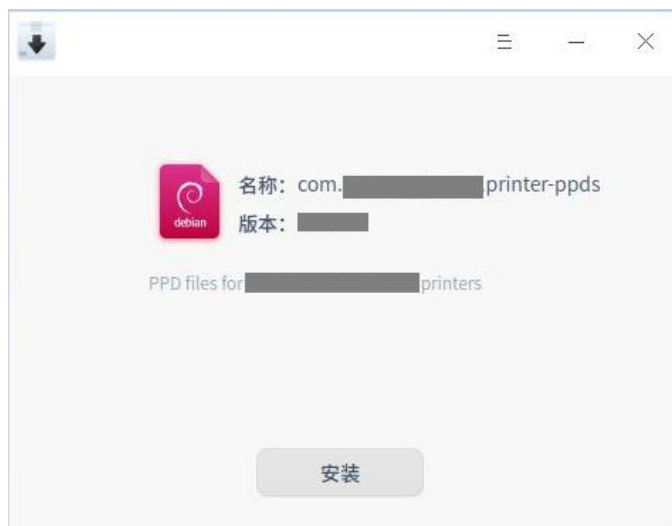 名称: com. printer-ppds
debian
版本:
PPD files for printers
安装